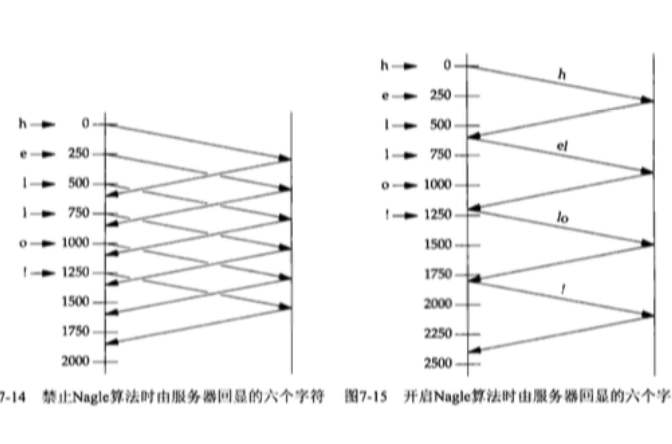 h 0
e 250
l 500
l 750
o 1000
! 1250
1500
1750
2000
7-14 禁止Nagle算法时由服务器回显的六个字符
h 0
e 250
l 500
l 750
o 1000
! 1250
1500
1750
2000
2250
2500
h
el
lo
!
图7-15 开启Nagle算法时由服务器回显的六个字